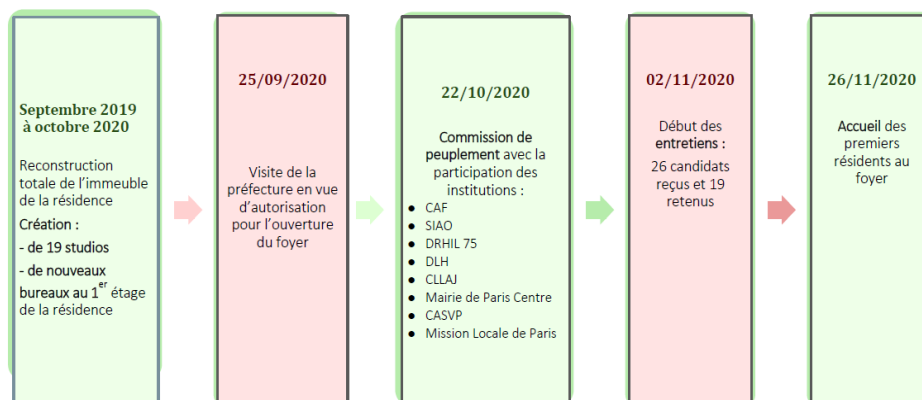 Septembre 2019
à octobre 2020
Reconstruction
totale de l'immeuble
de la résidence
Création :
- de 19 studios
- de nouveaux
bureaux au 1er étage
de la résidence
25/09/2020
Visite de la
préfecture en vue
d'autorisation
pour l'ouverture
du foyer
22/10/2020
Commission de
peuplement avec la
participation des
institutions :
● CAF
● SIAO
● DRHIL 75
● DLH
● CLLAJ
● Mairie de Paris Centre
● CASVP
● Mission Locale de Paris
02/11/2020
Début des
entretiens :
26 candidats
reçus et 19
retenus
26/11/2020
Accueil des
premiers
résidents au
foyer